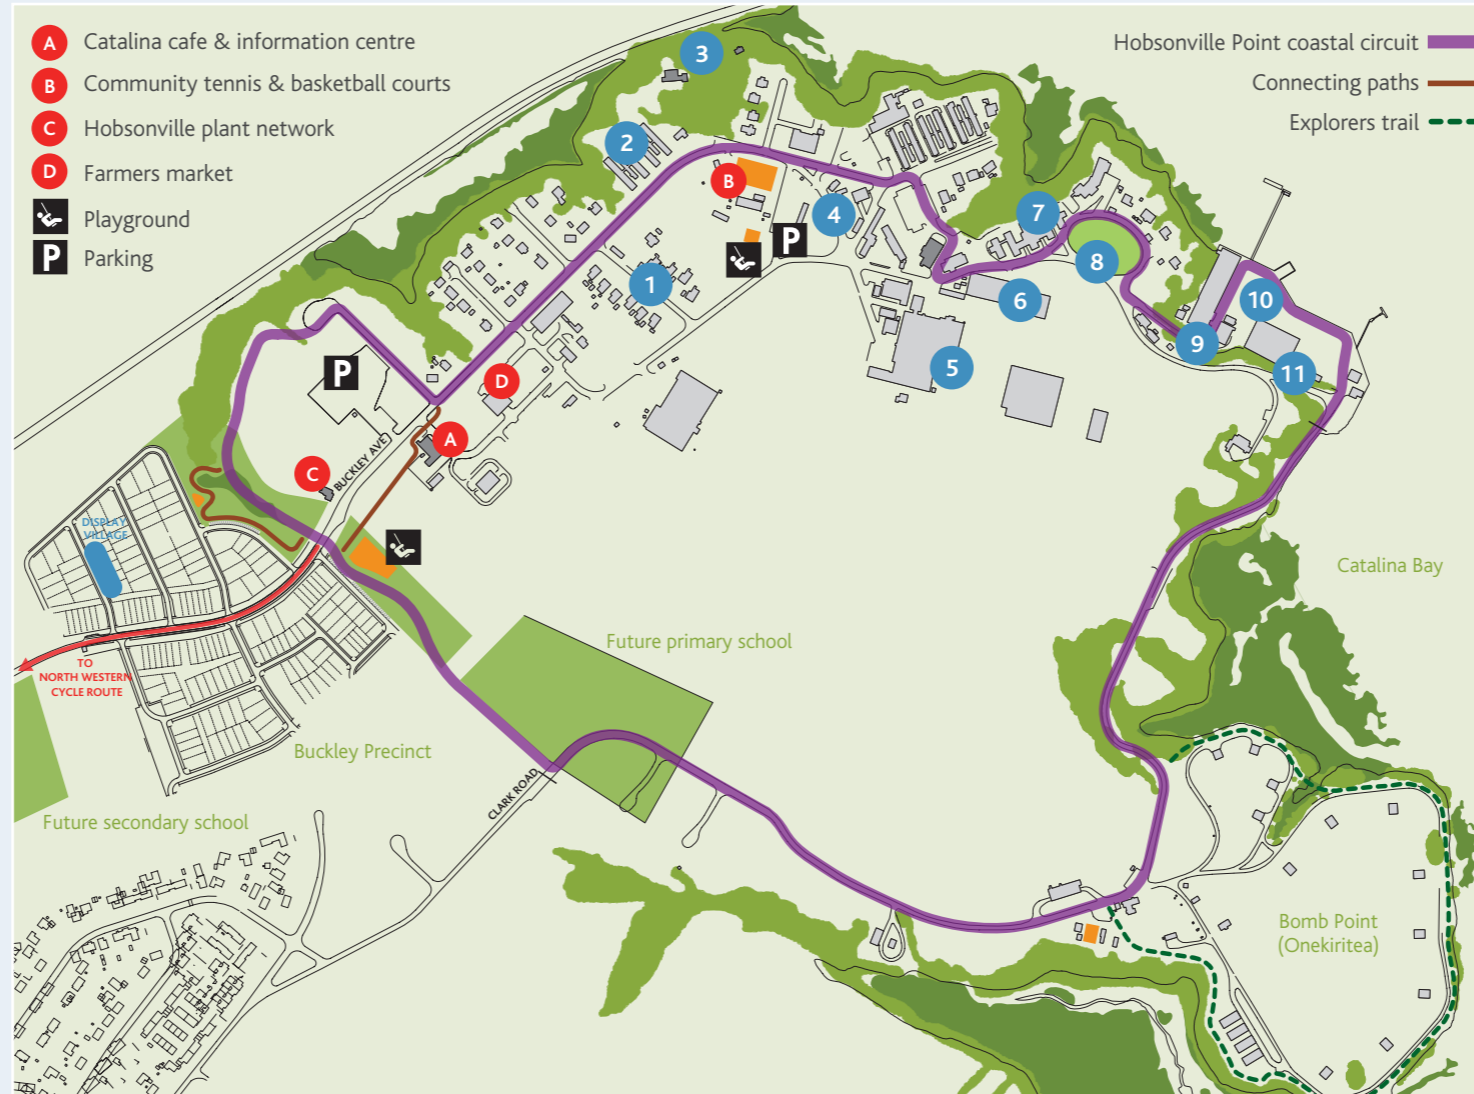 A Catalina cafe & information centre
B Community tennis & basketball courts
C Hobsonville plant network
D Farmers market
Playground
P Parking
Hobsonville Point coastal circuit
Connecting paths
Explorers trail
3
2
B
4
P
7
1
8
6
10
9
5
11
P
D
A
C
BUCKLEY AVE
DISPLAY
VILLAGE
Catalina Bay
Future primary school
TO
NORTH WESTERN
CYCLE ROUTE
Buckley Precinct
CLARK ROAD
Future secondary school
Bomb Point
(Onekiritea)